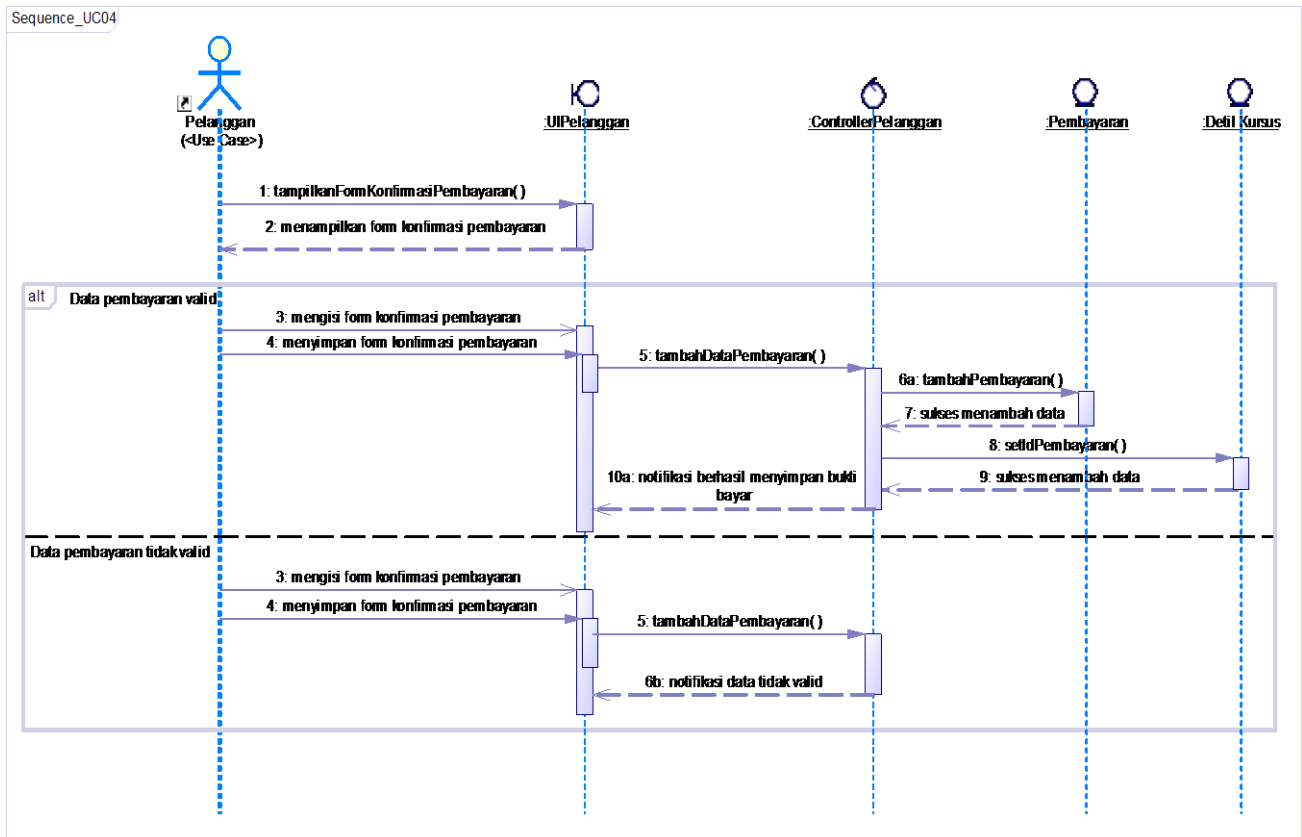 Sequence_UC04
Pelanggan
(<Use Case>)
:UIPelanggan
:ControllerPelanggan
:Pembayaran
:Detil Kursus
1: tampilkanFormKonfirmasiPembayaran( )
2: menampilkan form konfirmasi pembayaran
alt
Data pembayaran valid
3: mengisi form konfirmasi pembayaran
4: menyimpan form konfirmasi pembayaran
5: tambahDataPembayaran( )
6a: tambahPembayaran( )
7: sukses menambah data
8: setIdPembayaran( )
9: sukses menambah data
10a: notifikasi berhasil menyimpan bukti
bayar
Data pembayaran tidak valid
3: mengisi form konfirmasi pembayaran
4: menyimpan form konfirmasi pembayaran
5: tambahDataPembayaran( )
6b: notifikasi data tidak valid